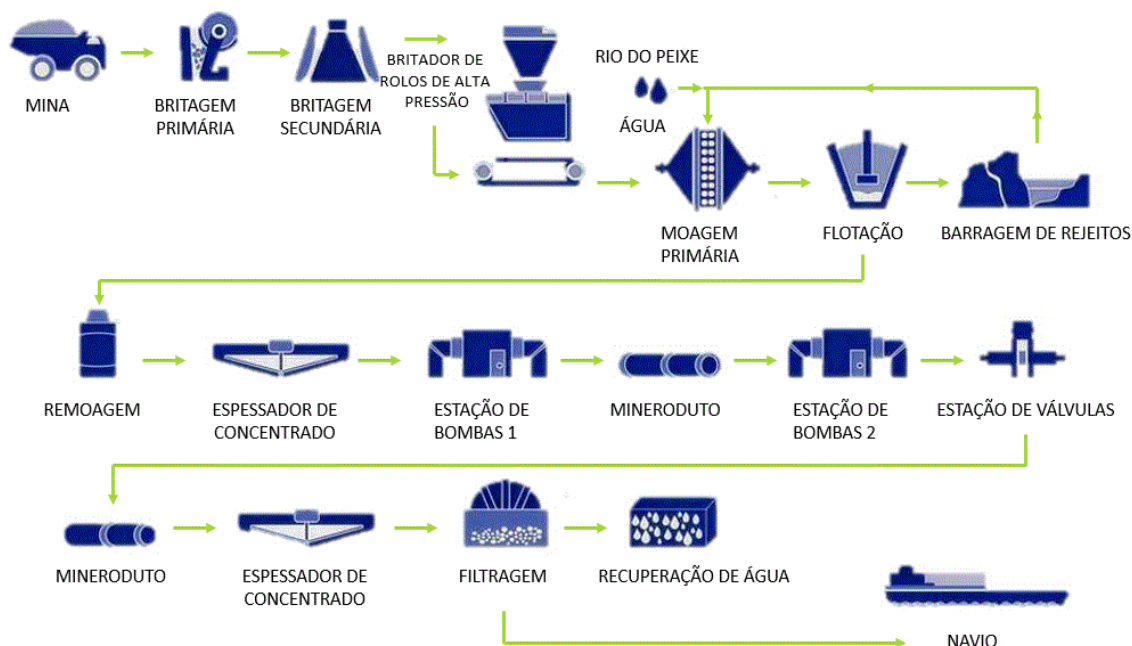 MINA
BRITAGEM
PRIMÁRIA
BRITAGEM
SECUNDÁRIA
BRITADOR DE
ROLOS DE ALTA
PRESSÃO
RIO DO PEIXE
ÁGUA
MOAGEM
PRIMÁRIA
FLOTAÇÃO
BARRAGEM DE REJEITOS
REMOAGEM
ESPESSADOR DE
CONCENTRADO
ESTAÇÃO DE
BOMBAS 1
MINERODUTO
ESTAÇÃO DE
BOMBAS 2
ESTAÇÃO DE VÁLVULAS
MINERODUTO
ESPESSADOR DE
CONCENTRADO
FILTRAGEM
RECUPERAÇÃO DE ÁGUA
NAVIO